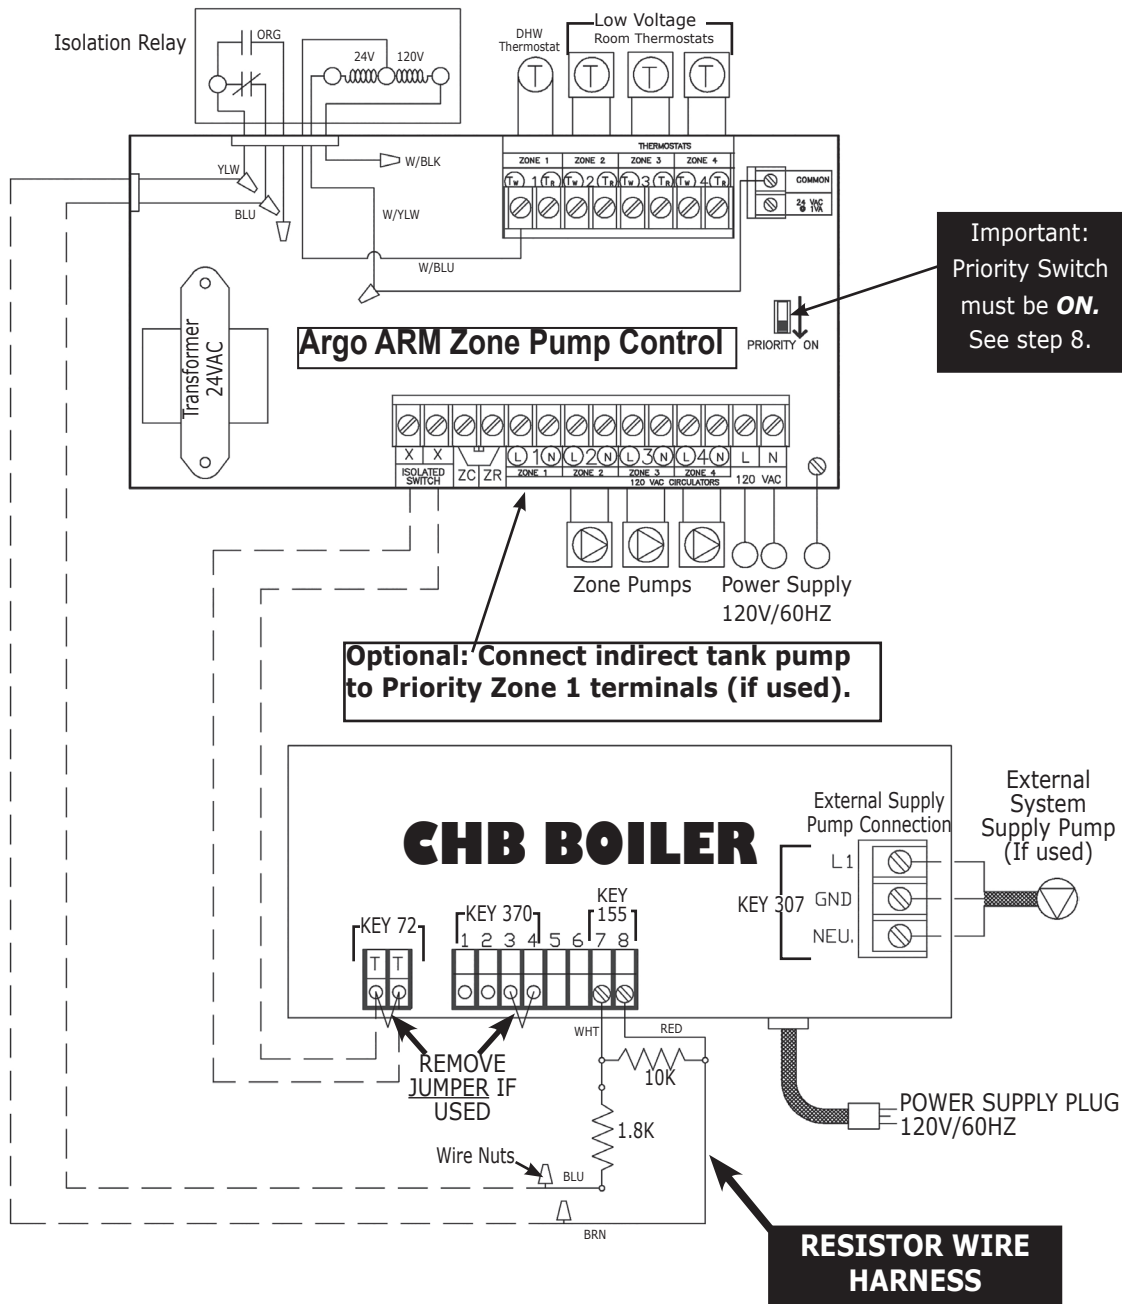 Isolation Relay
ORG
24V 120V
DHW
Thermostat
Low Voltage
Room Thermostats
T T T T
YLW
BLU
W/BLK
W/YLW
W/BLU
THERMOSTATS
ZONE 1 ZONE 2 ZONE 3 ZONE 4
TW 1 TR TW 2 TR TW 3 TR TW 4 TR
COMMON
24 VAC
@ 1VA
Important:
Priority Switch
must be ON.
See step 8.
PRIORITY ON
Transformer
24VAC
Argo ARM Zone Pump Control
X X ZC ZR L 1 N L 2 N L 3 N L 4 N L N
ISOLATED
SWITCH
ZONE 1 ZONE 2 ZONE 3 ZONE 4
120 VAC CIRCULATORS
120 VAC
Zone Pumps
Power Supply
120V/60HZ
Optional: Connect indirect tank pump
to Priority Zone 1 terminals (if used).
CHB BOILER
External Supply
Pump Connection
L1
GND
NEU.
KEY 307
External
System
Supply Pump
(If used)
KEY 72
T T
KEY 370
KEY
155
1 2 3 4 5 6 7 8
REMOVE
JUMPER IF
USED
WHT
RED
10K
1.8K
Wire Nuts
BLU
BRN
POWER SUPPLY PLUG
120V/60HZ
RESISTOR WIRE
HARNESS